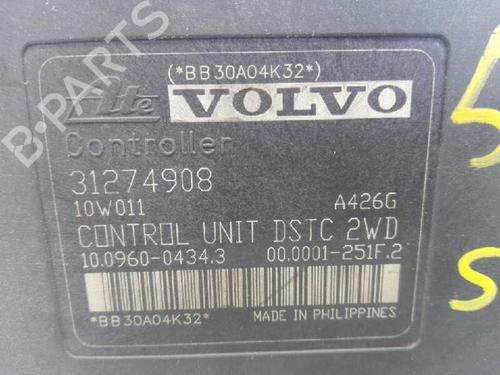 (*BB30A04K32*)
Ate VOLVO
Controller
31274908
10W011 A426G
CONTROL UNIT DSTC 2WD
10.0960-0434.3 00.0001-251F.2
*BB30A04K32* MADE IN PHILIPPINES
B-PARTS
5
S